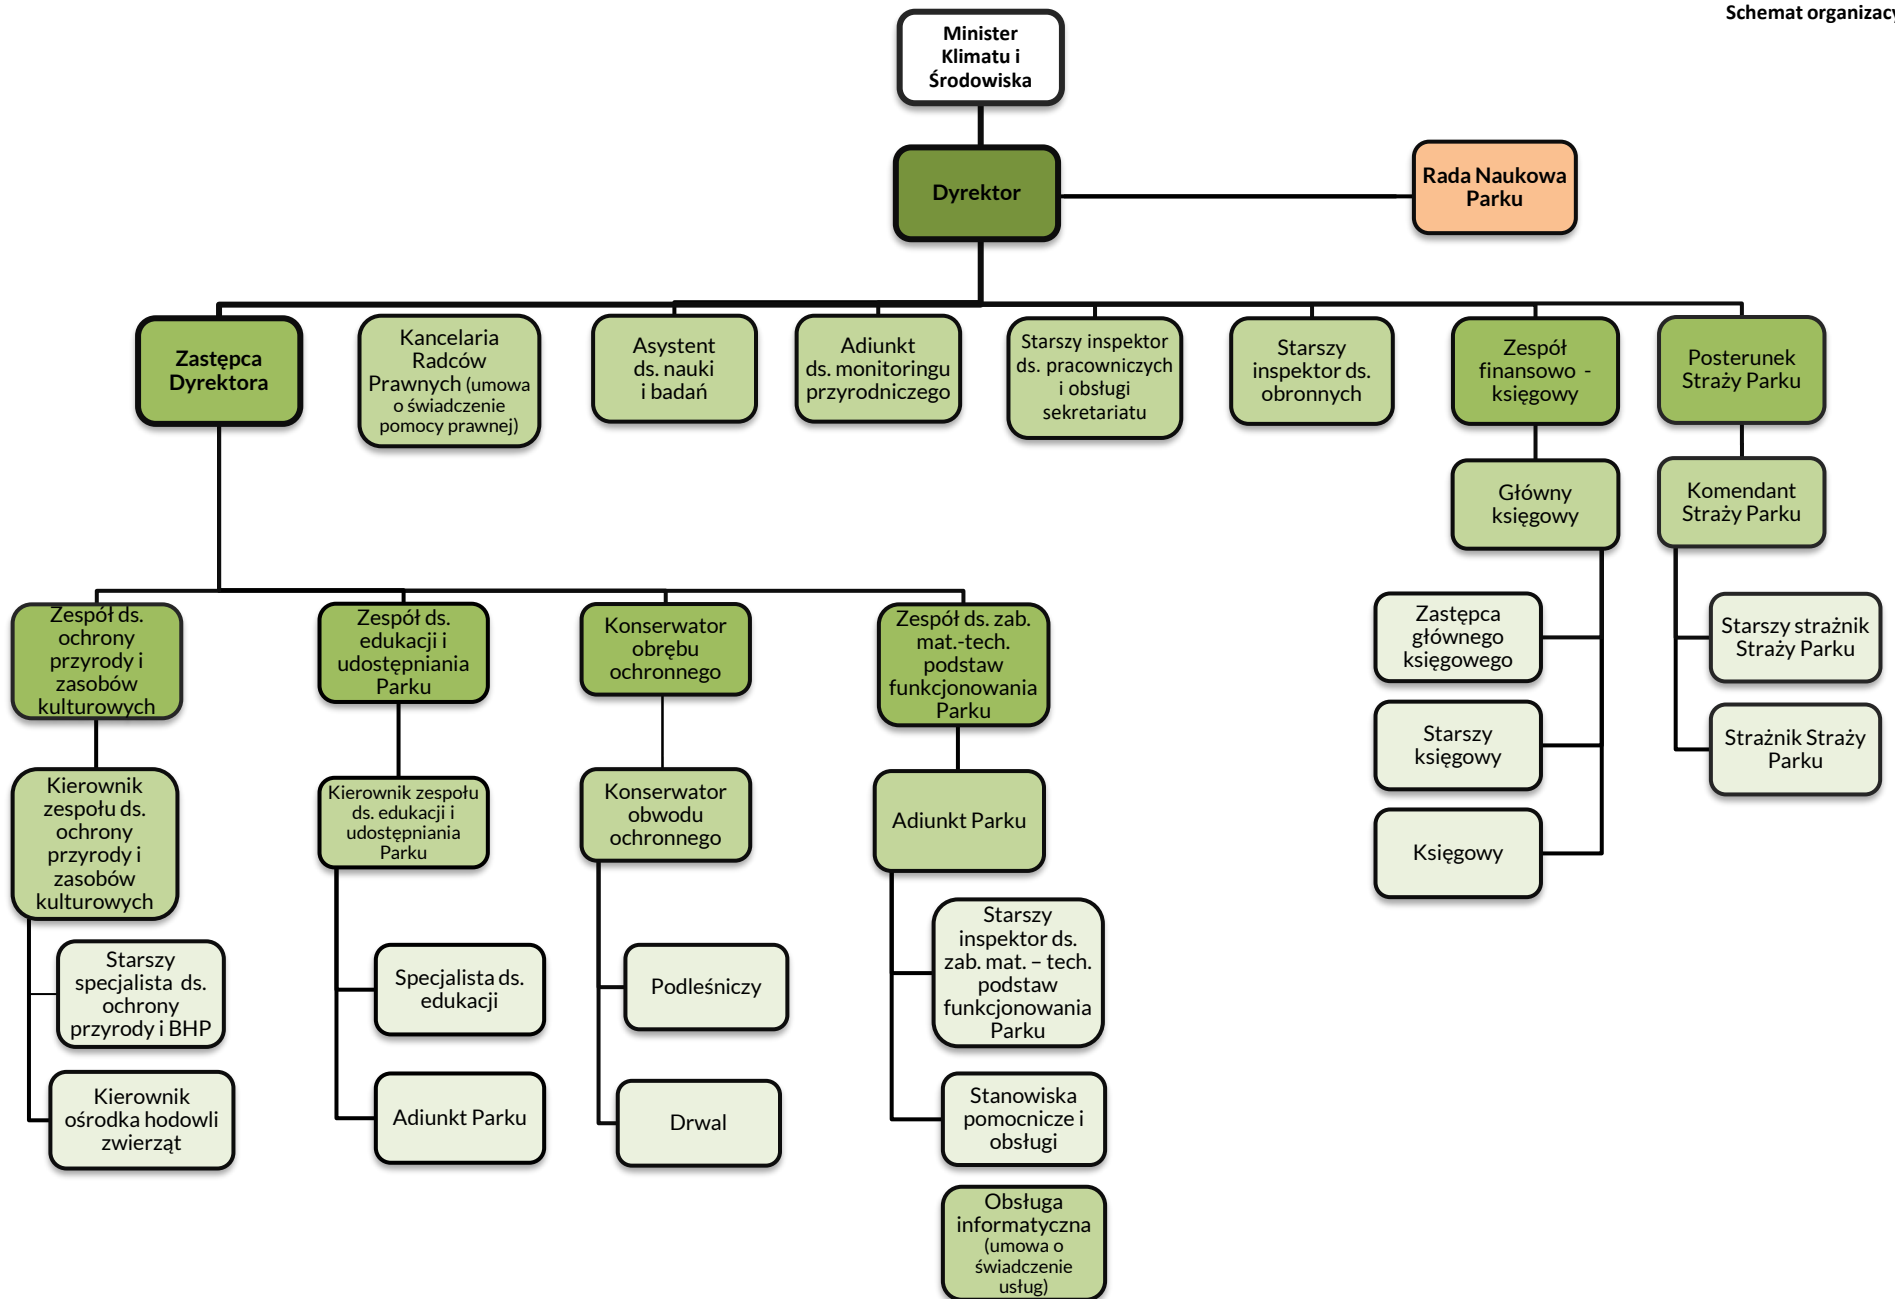 Schemat organizacy
Minister
Klimatu i
Środowiska
Dyrektor
Rada Naukowa
Parku
Zastępca
Dyrektora
Kancelaria
Radców
Prawnych (umowa
o świadczenie
pomocy prawnej)
Asystent
ds. nauki
i badań
Adiunkt
ds. monitoringu
przyrodniczego
Starszy inspektor
ds. pracowniczych
i obsługi
sekretariatu
Starszy
inspektor ds.
obronnych
Zespół
finansowo -
księgowy
Posterunek
Straży Parku
Główny
księgowy
Komendant
Straży Parku
Zastępca
głównego
księgowego
Starszy
księgowy
Księgowy
Starszy strażnik
Straży Parku
Strażnik Straży
Parku
Zespół ds.
ochrony
przyrody i
zasobów
kulturowych
Zespół ds.
edukacji i
udostępniania
Parku
Konserwator
obrębu
ochronnego
Zespół ds. zab.
mat.-tech.
podstaw
funkcjonowania
Parku
Kierownik
zespołu ds.
ochrony
przyrody i
zasobów
kulturowych
Kierownik zespołu
ds. edukacji i
udostępniania
Parku
Konserwator
obwodu
ochronnego
Adiunkt Parku
Starszy
specjalista ds.
ochrony
przyrody i BHP
Kierownik
ośrodka hodowli
zwierząt
Specjalista ds.
edukacji
Adiunkt Parku
Podleśniczy
Drwal
Starszy
inspektor ds.
zab. mat. – tech.
podstaw
funkcjonowania
Parku
Stanowiska
pomocnicze i
obsługi
Obsługa
informatyczna
(umowa o
świadczenie
usług)